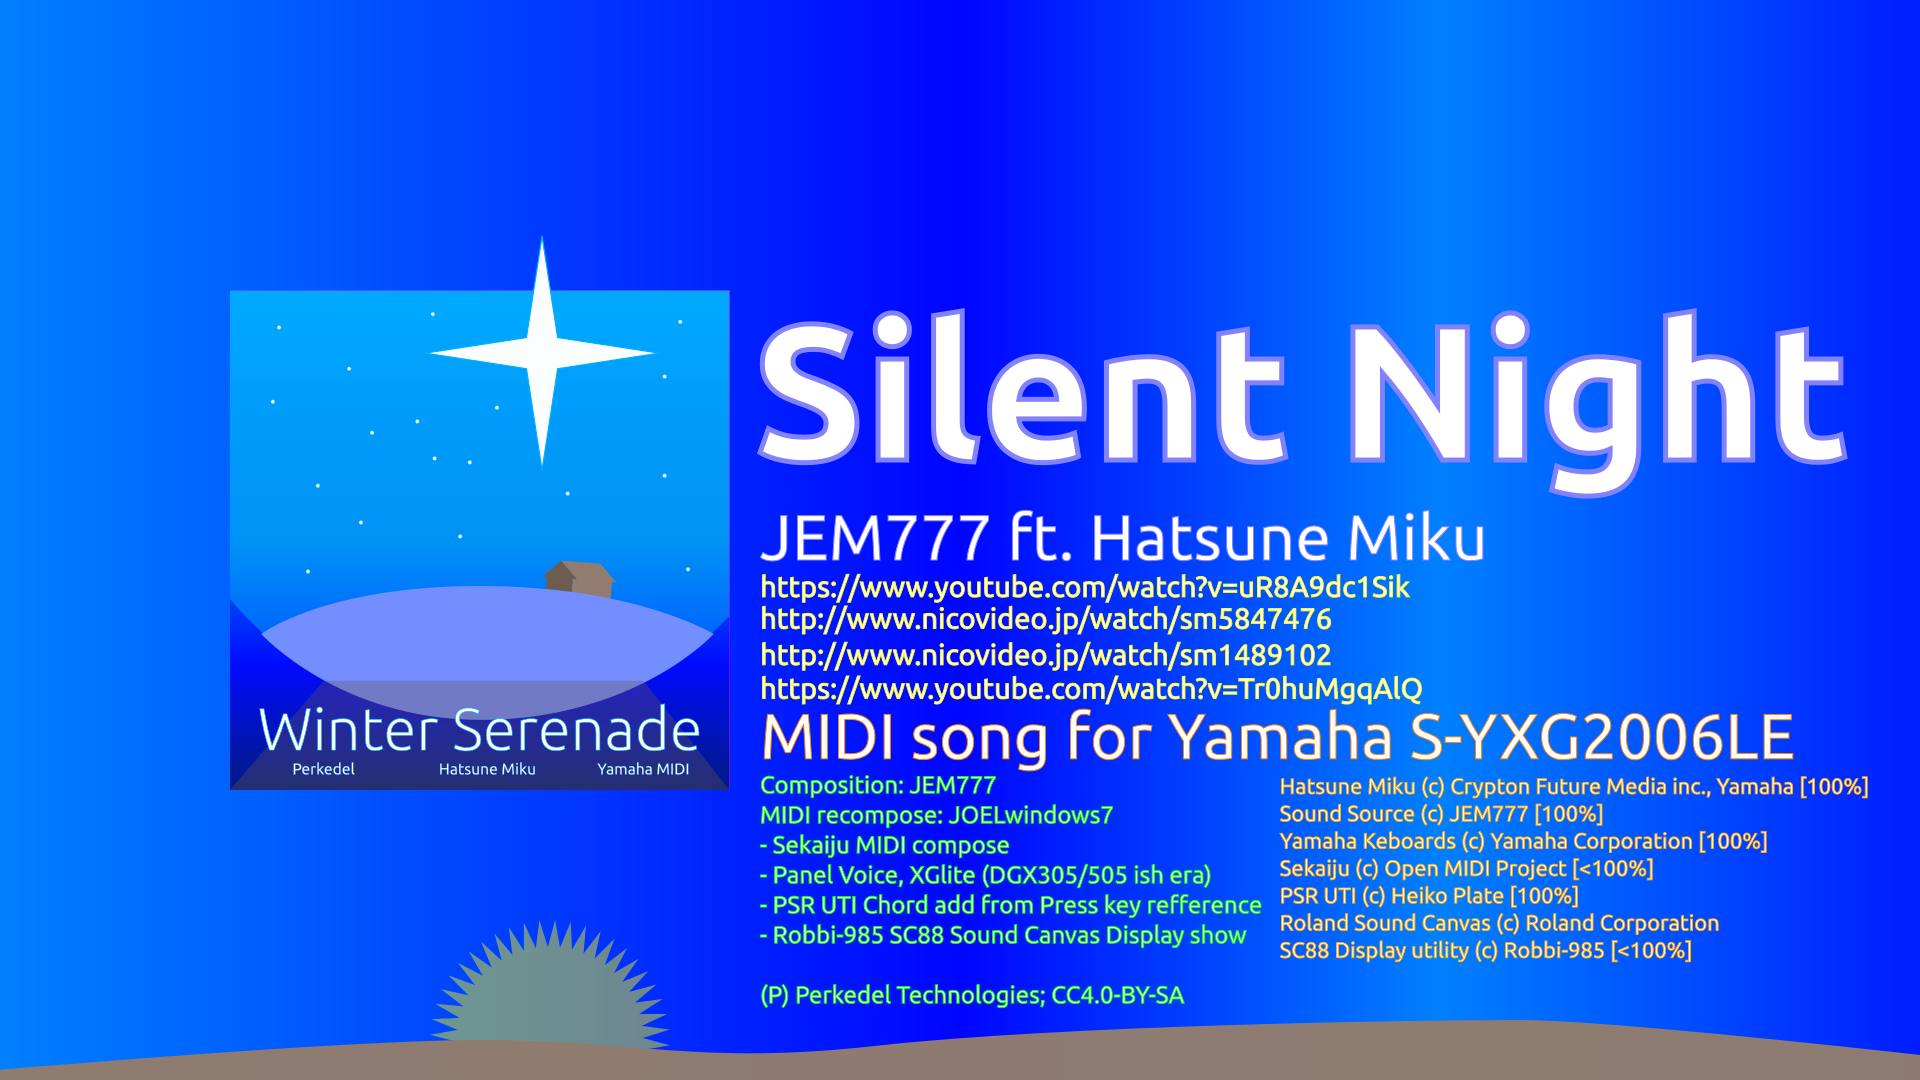 Winter Serenade
Perkedel
Hatsune Miku
Yamaha MIDI
Silent Night
JEM777 ft. Hatsune Miku
https://www.youtube.com/watch?v=uR8A9dc1Sik
http://www.nicovideo.jp/watch/sm5847476
http://www.nicovideo.jp/watch/sm1489102
https://www.youtube.com/watch?v=Tr0huMgqAlQ
MIDI song for Yamaha S-YXG2006LE
Composition: JEM777
MIDI recompose: JOELwindows7
- Sekaiju MIDI compose
- Panel Voice, XGlite (DGX305/505 ish era)
- PSR UTI Chord add from Press key refference
- Robbi-985 SC88 Sound Canvas Display show
(P) Perkedel Technologies; CC4.0-BY-SA
Hatsune Miku (c) Crypton Future Media inc., Yamaha [100%]
Sound Source (c) JEM777 [100%]
Yamaha Keboards (c) Yamaha Corporation [100%]
Sekaiju (c) Open MIDI Project [<100%]
PSR UTI (c) Heiko Plate [100%]
Roland Sound Canvas (c) Roland Corporation
SC88 Display utility (c) Robbi-985 [<100%]